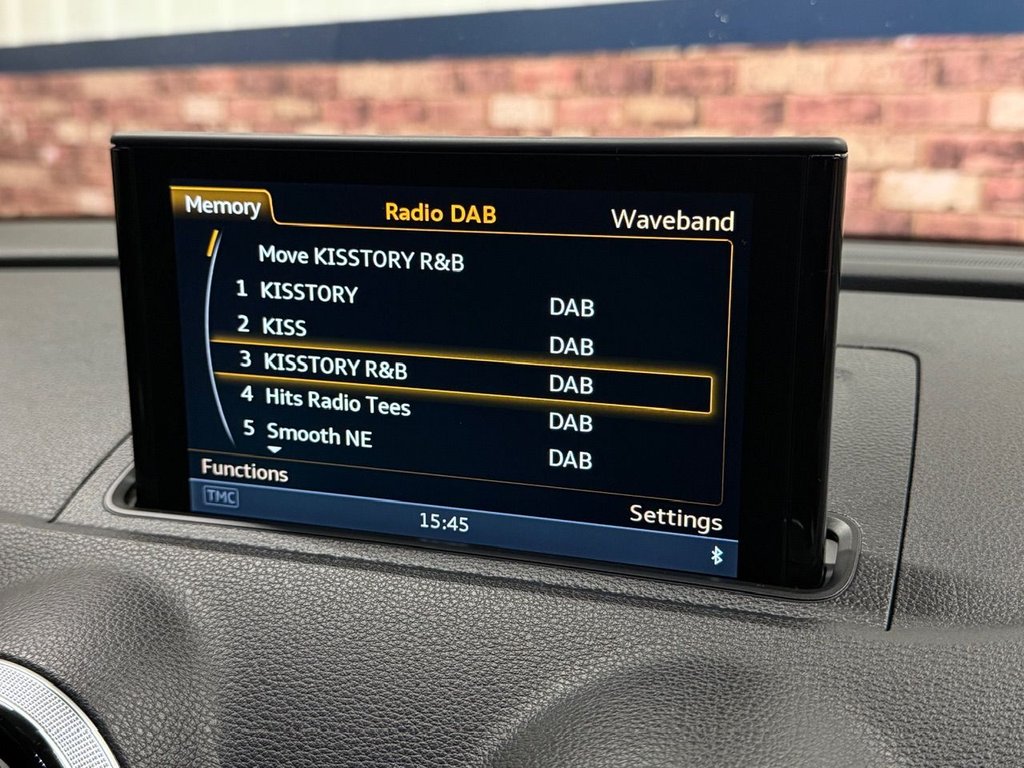 Memory Radio DAB Waveband
Move KISSTORY R&B
1 KISSTORY DAB
2 KISS DAB
3 KISSTORY R&B DAB
4 Hits Radio Tees DAB
5 Smooth NE DAB
Functions Settings
TMC 15:45